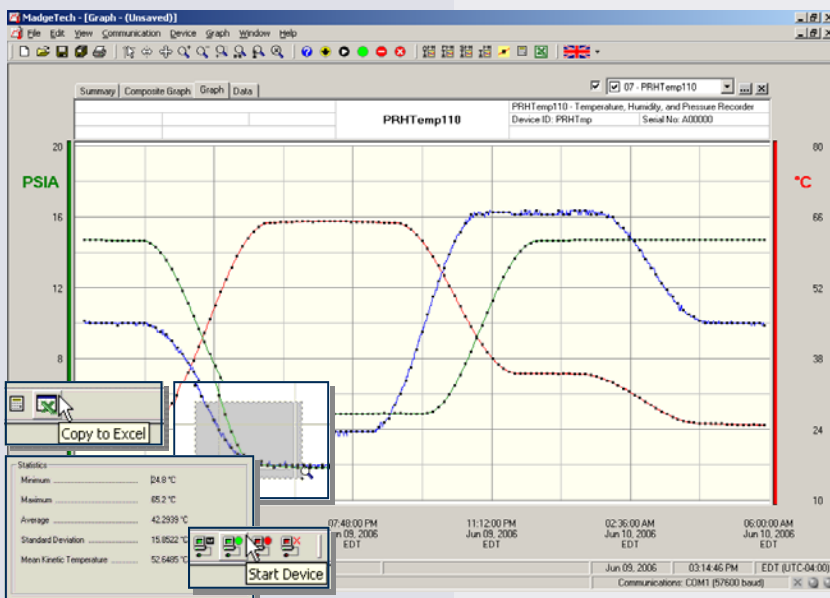 MadgeTech - [Graph - (Unsaved)]
File Edit View Communication Device Graph Window Help
Summary Composite Graph Graph Data
07 - PRHTemp110
PRHTemp110
PRHTemp110 - Temperature, Humidity, and Pressure Recorder
Device ID: PRHTmp Serial No: A00000
20
80
PSIA
°C
16
66
12
52
8
38
24
10
Copy to Excel
Statistics
Minimum 24.8 °C
Maximum 65.2 °C
Average 42.2939 °C
Standard Deviation 15.8522 °C
Mean Kinetic Temperature 52.6485 °C
Start Device
07:48:00 PM
Jun 09, 2006
EDT
11:12:00 PM
Jun 09, 2006
EDT
02:36:00 AM
Jun 10, 2006
EDT
06:00:00 AM
Jun 10, 2006
EDT
Jun 09, 2006 03:14:46 PM EDT (UTC-04:00)
Communications: COM1 (57600 baud)